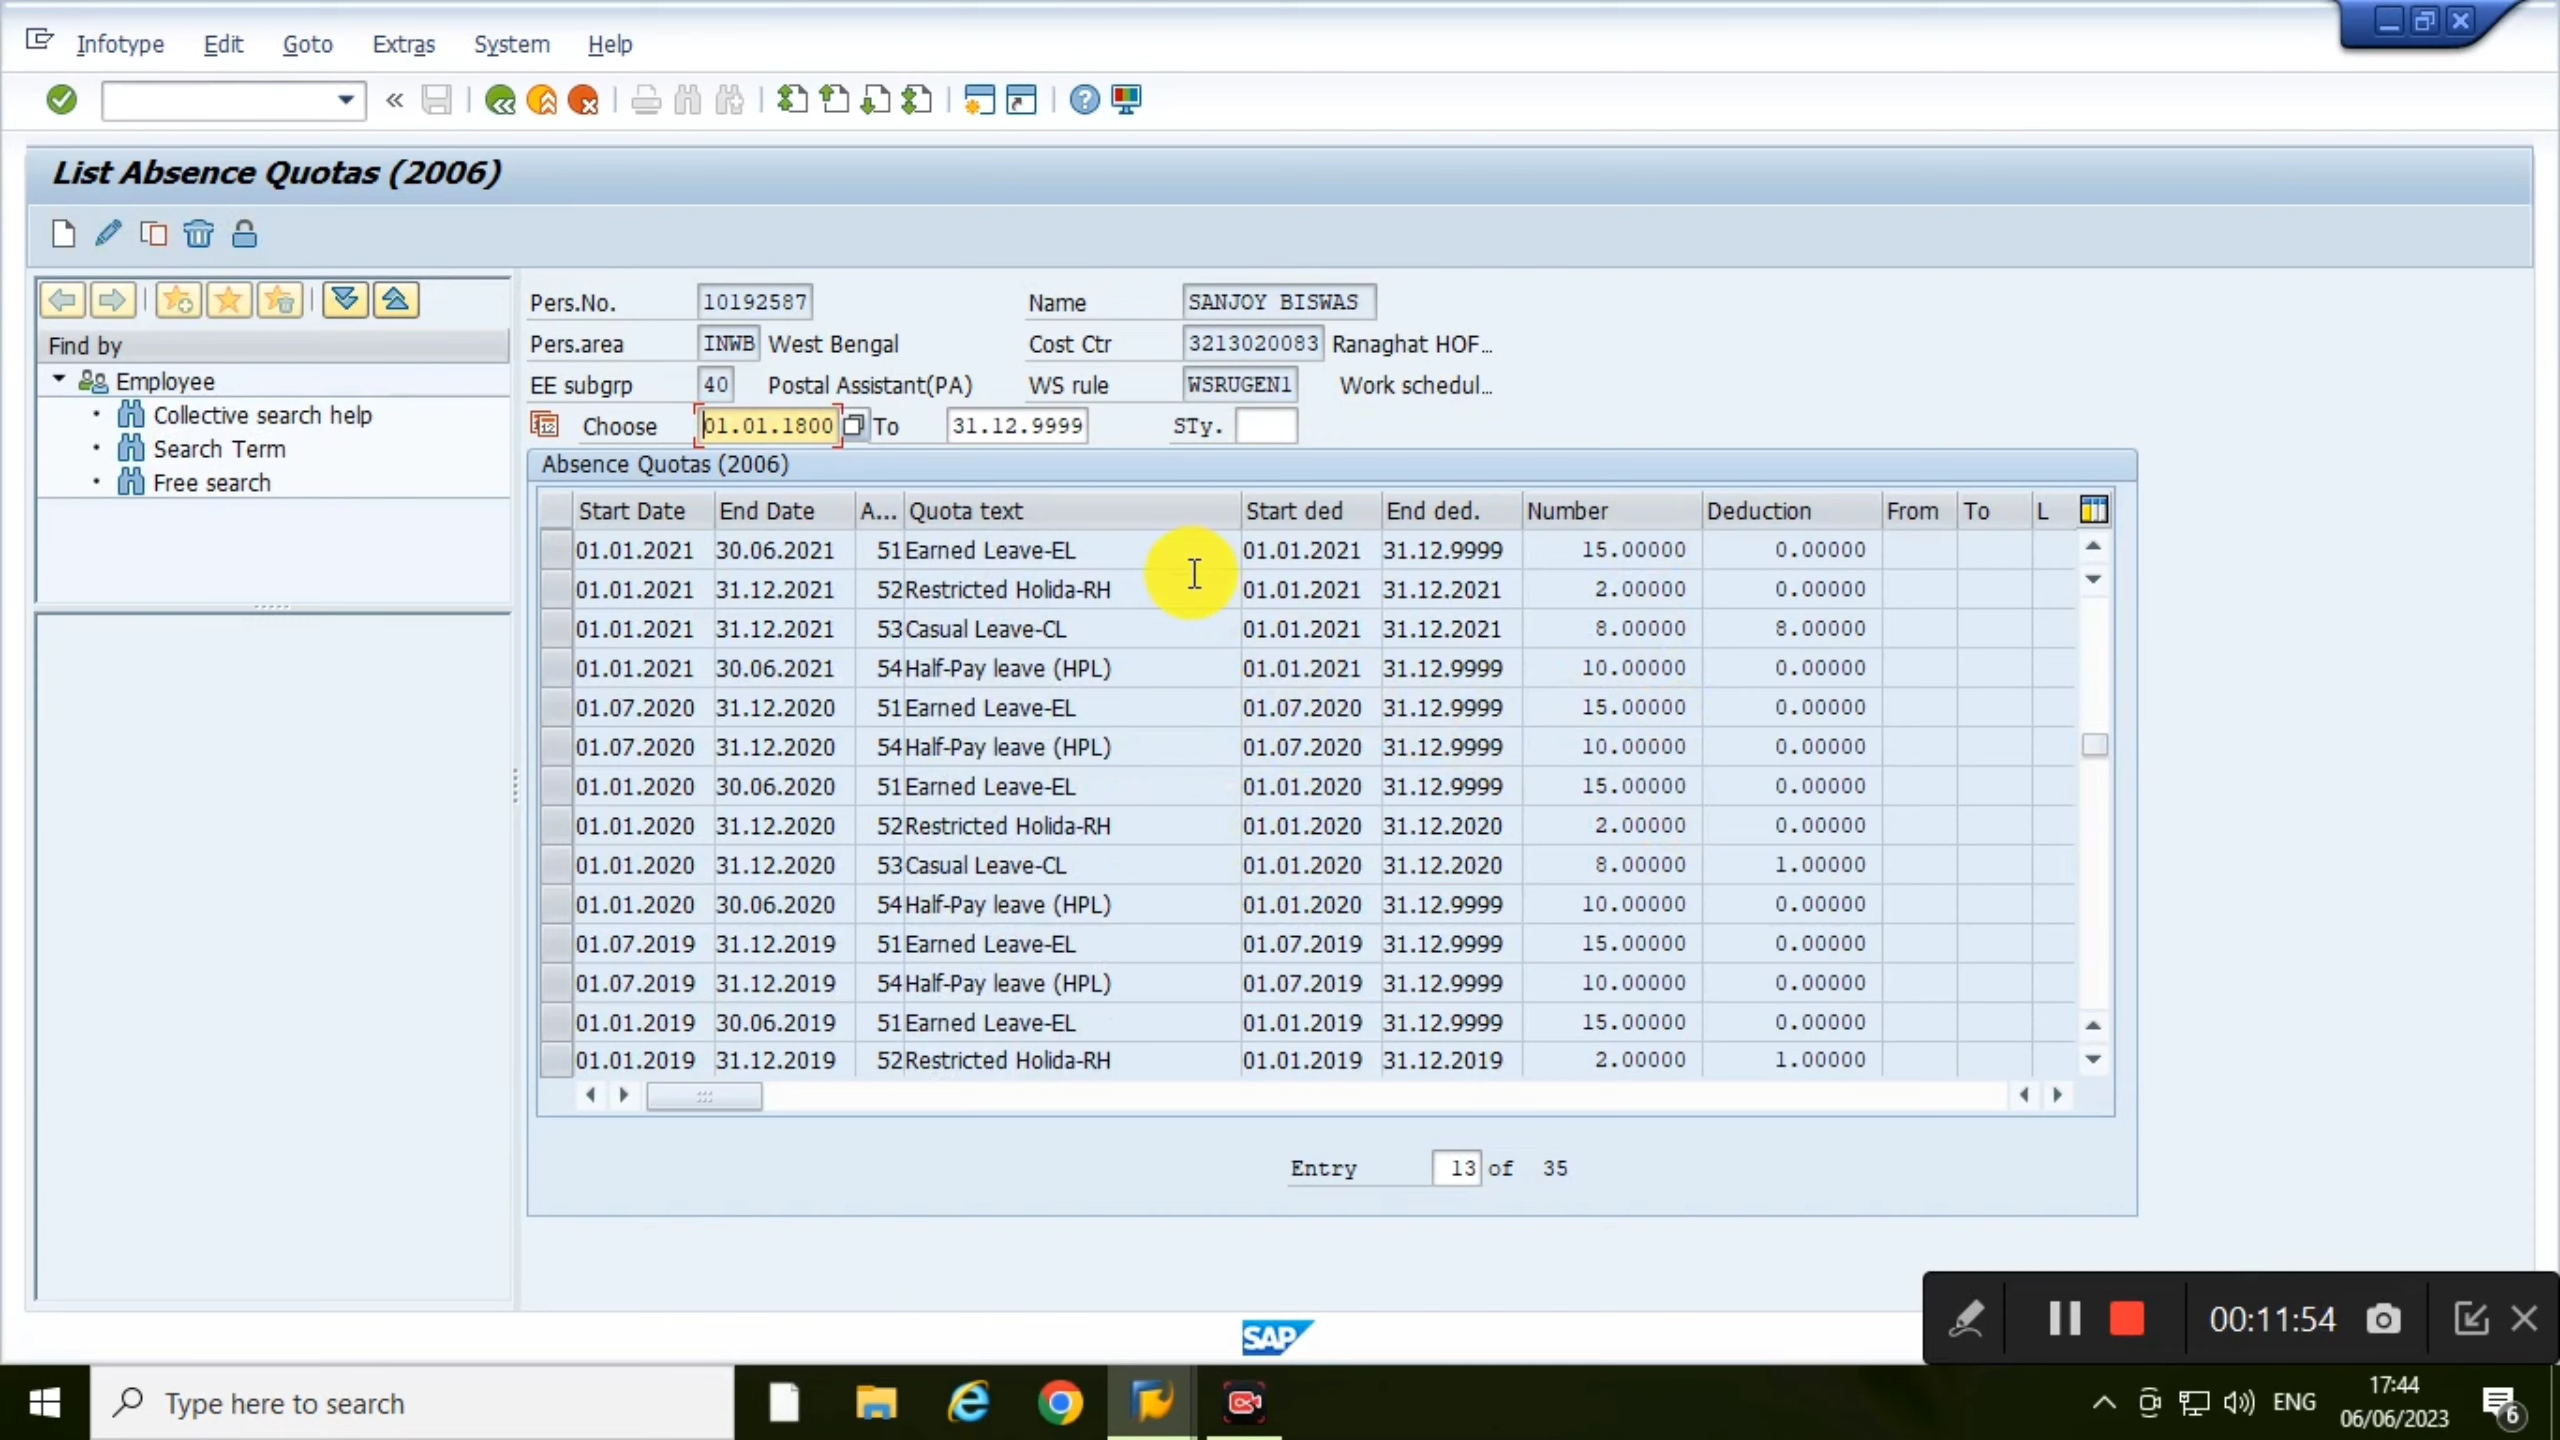 Infotype Edit Goto Extras System Help
List Absence Quotas (2006)
Find by
Employee
Collective search help
Search Term
Free search
Pers.No. 10192587 Name SANJOY BISWAS
Pers.area INWB West Bengal Cost Ctr 3213020083 Ranaghat HOF...
EE subgrp 40 Postal Assistant(PA) WS rule WSRUGEN1 Work schedul...
Choose 01.01.1800 To 31.12.9999 STy.
Absence Quotas (2006)
Start Date End Date A... Quota text Start ded End ded. Number Deduction From To L
01.01.2021 30.06.2021 51 Earned Leave-EL 01.01.2021 31.12.9999 15.00000 0.00000
01.01.2021 31.12.2021 52 Restricted Holida-RH 01.01.2021 31.12.2021 2.00000 0.00000
01.01.2021 31.12.2021 53 Casual Leave-CL 01.01.2021 31.12.2021 8.00000 8.00000
01.01.2021 30.06.2021 54 Half-Pay leave (HPL) 01.01.2021 31.12.9999 10.00000 0.00000
01.07.2020 31.12.2020 51 Earned Leave-EL 01.07.2020 31.12.9999 15.00000 0.00000
01.07.2020 31.12.2020 54 Half-Pay leave (HPL) 01.07.2020 31.12.9999 10.00000 0.00000
01.01.2020 30.06.2020 51 Earned Leave-EL 01.01.2020 31.12.9999 15.00000 0.00000
01.01.2020 31.12.2020 52 Restricted Holida-RH 01.01.2020 31.12.2020 2.00000 0.00000
01.01.2020 31.12.2020 53 Casual Leave-CL 01.01.2020 31.12.2020 8.00000 1.00000
01.01.2020 30.06.2020 54 Half-Pay leave (HPL) 01.01.2020 31.12.9999 10.00000 0.00000
01.07.2019 31.12.2019 51 Earned Leave-EL 01.07.2019 31.12.9999 15.00000 0.00000
01.07.2019 31.12.2019 54 Half-Pay leave (HPL) 01.07.2019 31.12.9999 10.00000 0.00000
01.01.2019 30.06.2019 51 Earned Leave-EL 01.01.2019 31.12.9999 15.00000 0.00000
01.01.2019 31.12.2019 52 Restricted Holida-RH 01.01.2019 31.12.2019 2.00000 1.00000
Entry 13 of 35
00:11:54
SAP
Type here to search
ENG
17:44
06/06/2023
6